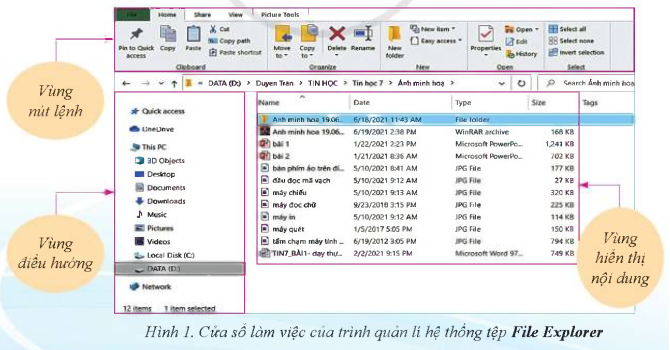 File Home Share View Picture Tools
Pin to Quick access Copy Paste Cut Copy path Paste shortcut
Move to Copy to Delete Rename New folder New item Easy access Properties Open Edit History Select all Select none Invert selection
Clipboard Organize New Open Select
Vùng nút lệnh
« DATA (D:) > Duyen Tran > TIN HỌC > Tin học 7 > Ảnh minh hoạ > Search Ảnh minh hoạ
Name Date Type Size Tags
Quick access
OneDrive
This PC
3D Objects
Desktop
Documents
Downloads
Music
Pictures
Videos
Local Disk (C:)
DATA (D:)
Network
12 items 1 item selected
Ảnh minh hoa 19.06... 6/18/2021 11:43 AM File folder
Ảnh minh hoa 19.06... 6/19/2021 2:38 PM WinRAR archive 168 KB
bài 1 1/22/2021 2:23 PM Microsoft PowerPo... 1,241 KB
bài 2 1/21/2021 8:36 AM Microsoft PowerPo... 702 KB
bàn phím ảo trên đi... 5/10/2021 8:41 AM JPG File 177 KB
đầu đọc mã vạch 5/10/2021 9:12 AM JPG File 27 KB
máy chiếu 5/10/2021 9:13 AM JPG File 320 KB
máy đọc chữ 9/23/2018 3:15 PM JPG File 225 KB
máy in 5/10/2021 9:12 AM JPG File 114 KB
máy quét 1/5/2017 5:05 PM JPG File 150 KB
tấm chạm máy tính ... 6/19/2012 3:05 PM JPG File 794 KB
TIN7_BÀI1- dạy thư... 2/2/2021 9:15 PM Microsoft Word 97... 749 KB
Vùng điều hướng
Vùng hiển thị nội dung
Hình 1. Cửa sổ làm việc của trình quản lí hệ thống tệp File Explorer